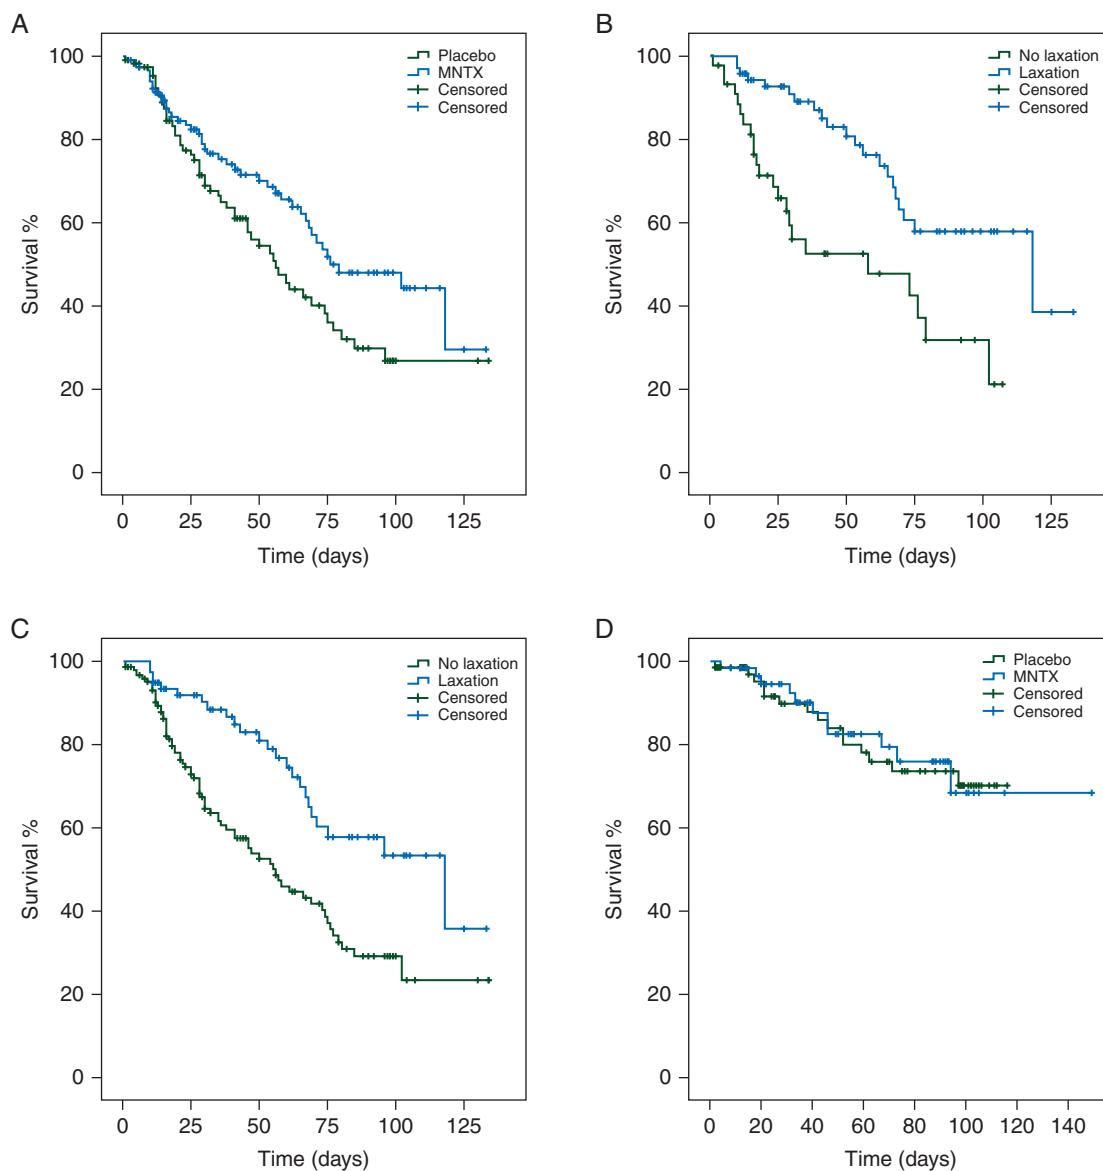 A
100
80
60
40
20
0
Survival %
0 25 50 75 100 125
Time (days)
Placebo
MNTX
Censored
Censored
B
100
80
60
40
20
0
Survival %
0 25 50 75 100 125
Time (days)
No laxation
Laxation
Censored
Censored
C
100
80
60
40
20
0
Survival %
0 25 50 75 100 125
Time (days)
No laxation
Laxation
Censored
Censored
D
100
80
60
40
20
0
Survival %
0 20 40 60 80 100 120 140
Time (days)
Placebo
MNTX
Censored
Censored